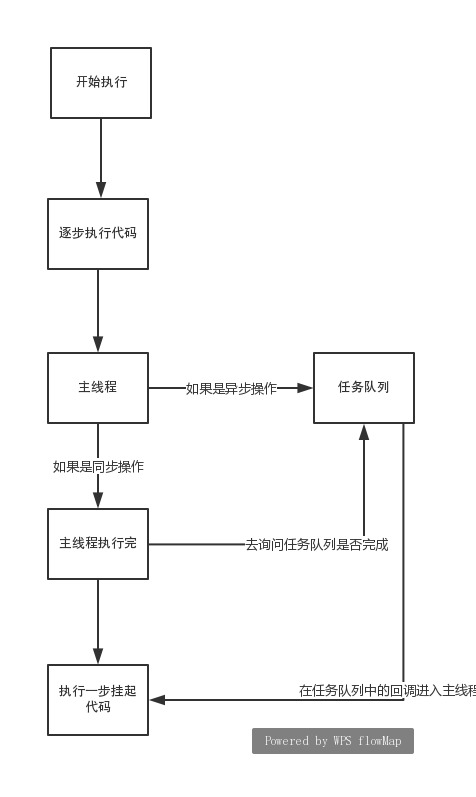 开始执行
逐步执行代码
主线程
如果是异步操作
任务队列
如果是同步操作
主线程执行完
去询问任务队列是否完成
执行一步挂起
代码
在任务队列中的回调进入主线程
Powered by WPS flowMap